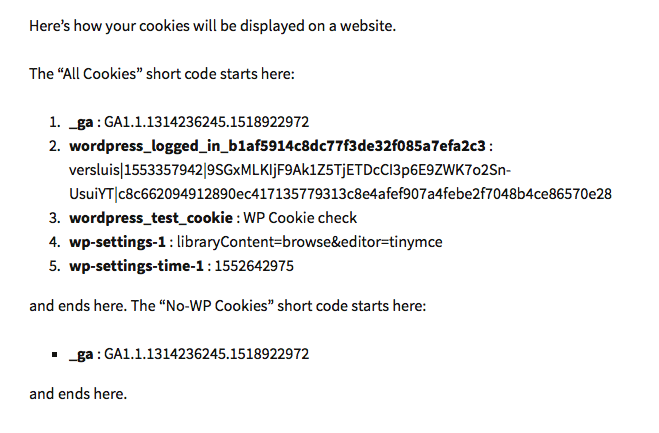 Here’s how your cookies will be displayed on a website.
The “All Cookies” short code starts here:
1. _ga : GA1.1.1314236245.1518922972
2. wordpress_logged_in_b1af5914c8dc77f3de32f085a7efa2c3 :
versluis|1553357942|9SGxMLKIjF9Ak1Z5TjETDcCl3p6E9ZWK7o2Sn-
UsuiYT|c8c662094912890ec417135779313c8e4afef907a4febe2f7048b4ce86570e28
3. wordpress_test_cookie : WP Cookie check
4. wp-settings-1 : libraryContent=browse&editor=tinymce
5. wp-settings-time-1 : 1552642975
and ends here. The “No-WP Cookies” short code starts here:
▪ _ga : GA1.1.1314236245.1518922972
and ends here.